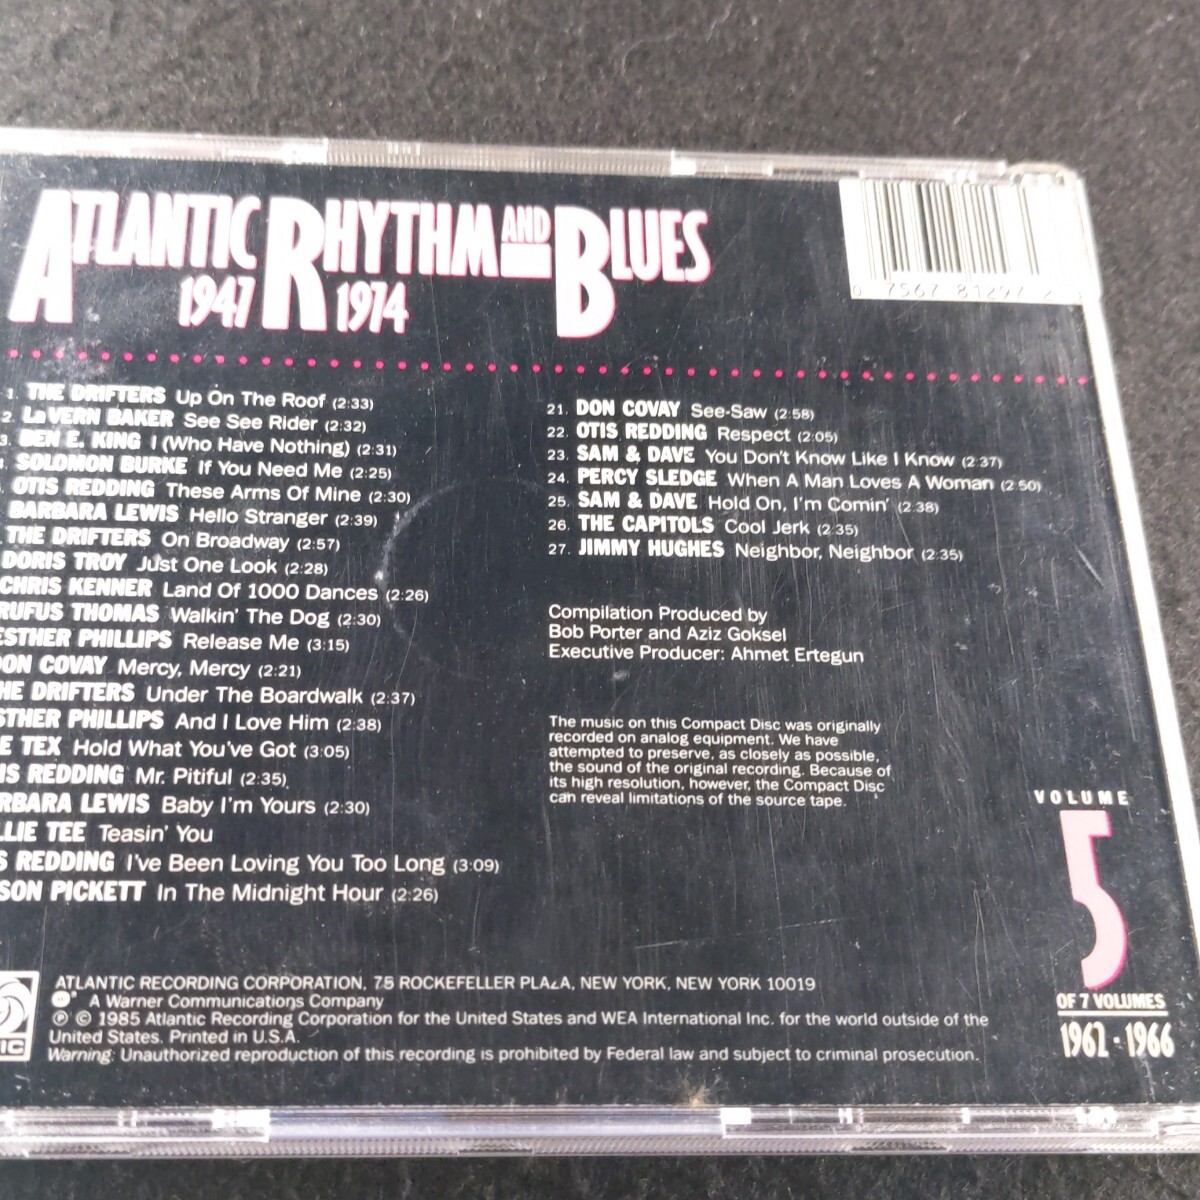 ATLANTIC RHYTHM AND BLUES
1947 1974
0 7567 81297 2
1. THE DRIFTERS Up On The Roof (2:33)
2. LaVERN BAKER See See Rider (2:32)
3. BEN E. KING I (Who Have Nothing) (2:31)
SOLOMON BURKE If You Need Me (2:25)
OTIS REDDING These Arms Of Mine (2:30)
BARBARA LEWIS Hello Stranger (2:39)
THE DRIFTERS On Broadway (2:57)
DORIS TROY Just One Look (2:28)
CHRIS KENNER Land Of 1000 Dances (2:26)
RUFUS THOMAS Walkin' The Dog (2:30)
ESTHER PHILLIPS Release Me (3:15)
DON COVAY Mercy, Mercy (2:21)
HE DRIFTERS Under The Boardwalk (2:37)
STHER PHILLIPS And I Love Him (2:38)
E TEX Hold What You've Got (3:05)
IS REDDING Mr. Pitiful (2:35)
RBARA LEWIS Baby I'm Yours (2:30)
LLIE TEE Teasin' You
S REDDING I've Been Loving You Too Long (3:09)
SON PICKETT In The Midnight Hour (2:26)
21. DON COVAY See-Saw (2:58)
22. OTIS REDDING Respect (2:05)
23. SAM & DAVE You Don't Know Like I Know (2:37)
24. PERCY SLEDGE When A Man Loves A Woman (2:50)
25. SAM & DAVE Hold On, I'm Comin' (2:38)
26. THE CAPITOLS Cool Jerk (2:35)
27. JIMMY HUGHES Neighbor, Neighbor (2:35)
Compilation Produced by
Bob Porter and Aziz Goksel
Executive Producer: Ahmet Ertegun
The music on this Compact Disc was originally
recorded on analog equipment. We have
attempted to preserve, as closely as possible,
the sound of the original recording. Because of
its high resolution, however, the Compact Disc
can reveal limitations of the source tape.
VOLUME
5
OF 7 VOLUMES
1962 · 1966
IC
ATLANTIC RECORDING CORPORATION, 75 ROCKEFELLER PLAZA, NEW YORK, NEW YORK 10019
A Warner Communications Company
℗ © 1985 Atlantic Recording Corporation for the United States and WEA International Inc. for the world outside of the
United States. Printed in U.S.A.
Warning: Unauthorized reproduction of this recording is prohibited by Federal law and subject to criminal prosecution.